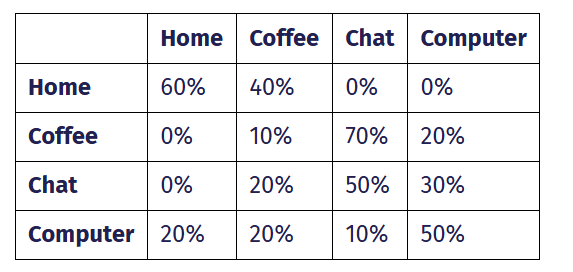 Home Coffee Chat Computer
Home 60% 40% 0% 0%
Coffee 0% 10% 70% 20%
Chat 0% 20% 50% 30%
Computer 20% 20% 10% 50%